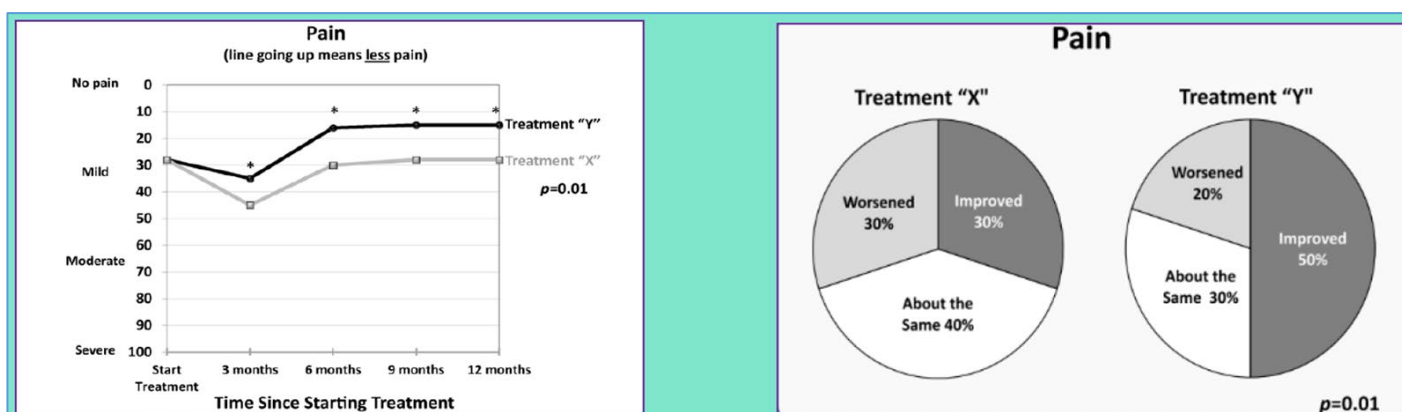 Pain
(line going up means less pain)
No pain 0
10
20
Mild
30
40
50
Moderate
60
70
80
90
Severe 100
* * * *
Treatment “Y”
Treatment “X”
p=0.01
Start Treatment
3 months
6 months
9 months
12 months
Time Since Starting Treatment
Pain
Treatment “X"
Worsened
30%
Improved
30%
About the
Same 40%
Treatment “Y"
Worsened
20%
Improved
50%
About the
Same 30%
p=0.01